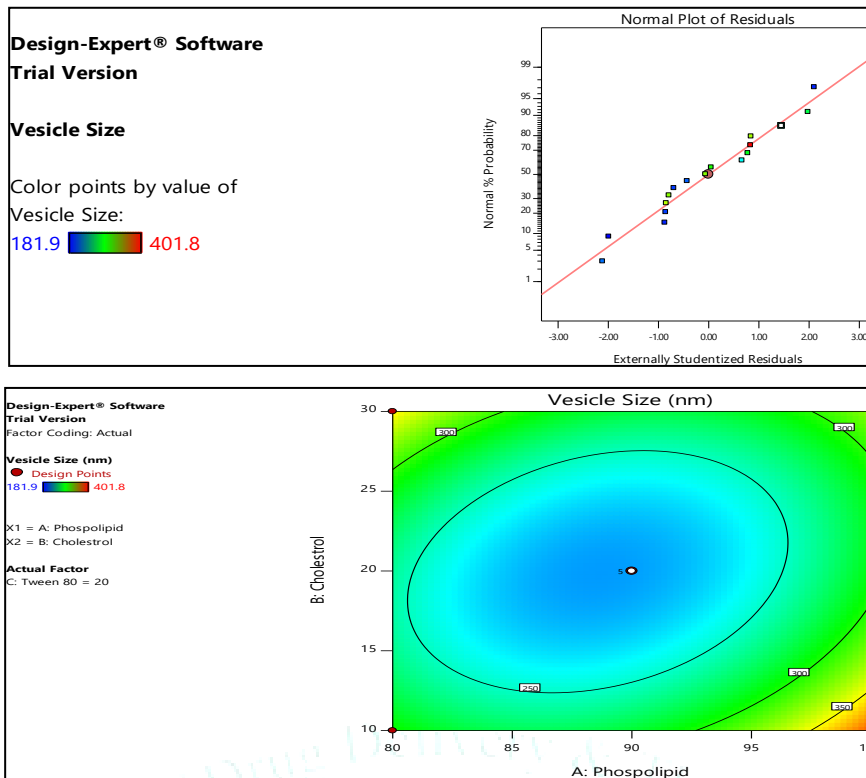 Design-Expert® Software
Trial Version
Vesicle Size
Color points by value of
Vesicle Size:
181.9 401.8
Normal Plot of Residuals
Normal % Probability
99
95
90
80
70
50
30
20
10
5
1
-3.00 -2.00 -1.00 0.00 1.00 2.00 3.00
Externally Studentized Residuals
Design-Expert® Software
Trial Version
Factor Coding: Actual
Vesicle Size (nm)
Design Points
181.9 401.8
X1 = A: Phospolipid
X2 = B: Cholestrol
Actual Factor
C: Tween 80 = 20
Vesicle Size (nm)
B: Cholestrol
30
25
20
15
10
300
300
5
250
300
350
80 85 90 95
A: Phospolipid
Drug Delivery